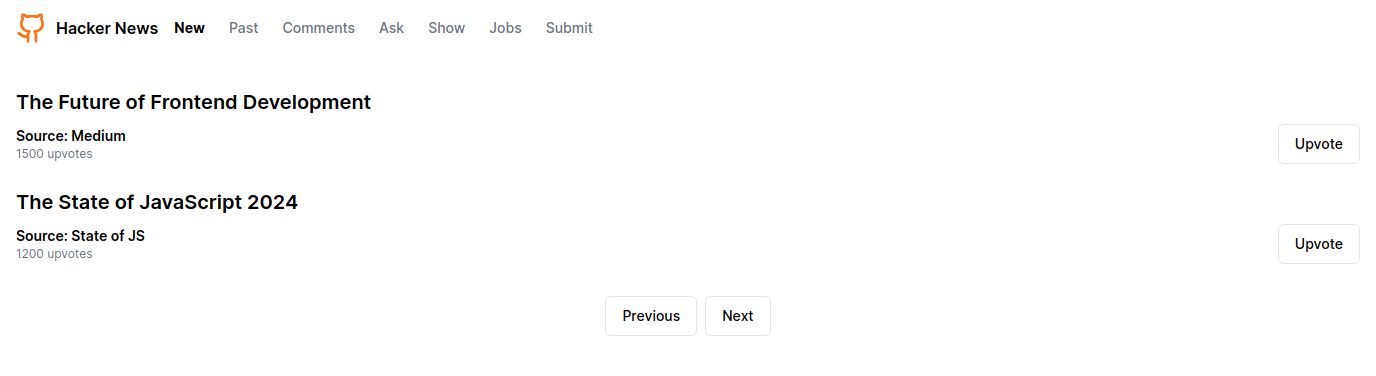 Hacker News New Past Comments Ask Show Jobs Submit
The Future of Frontend Development
Source: Medium
1500 upvotes
Upvote
The State of JavaScript 2024
Source: State of JS
1200 upvotes
Upvote
Previous Next